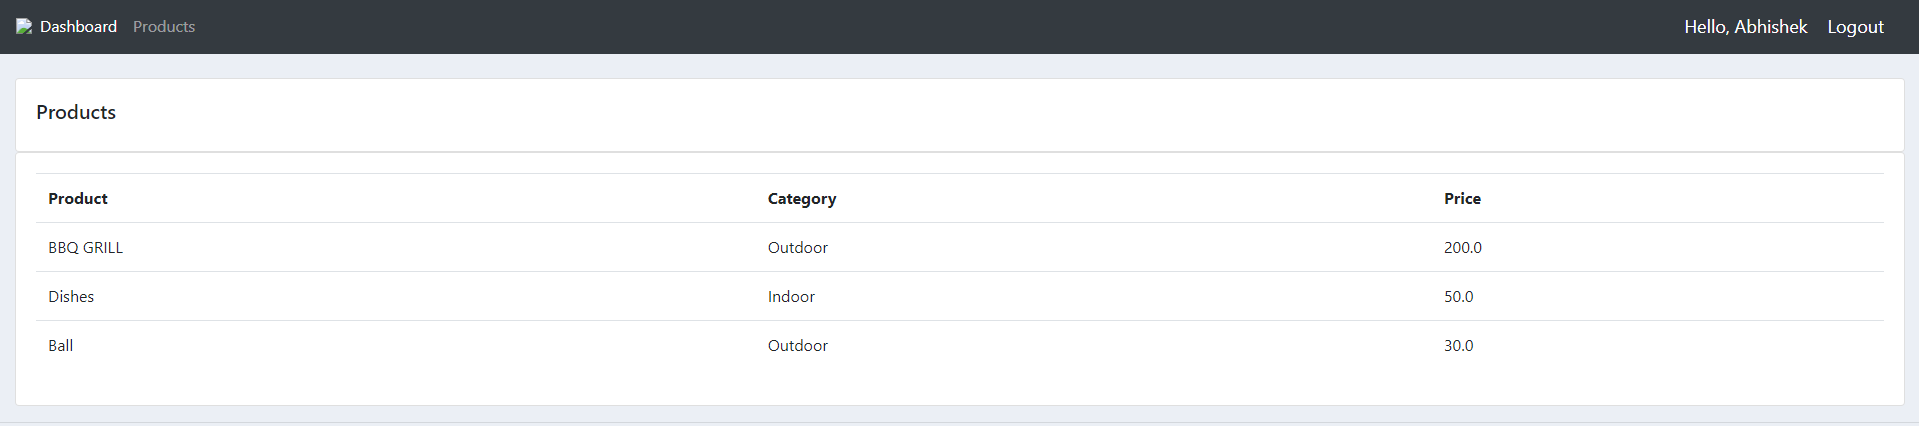 Dashboard Products Hello, Abhishek Logout
Products
Product Category Price
BBQ GRILL Outdoor 200.0
Dishes Indoor 50.0
Ball Outdoor 30.0